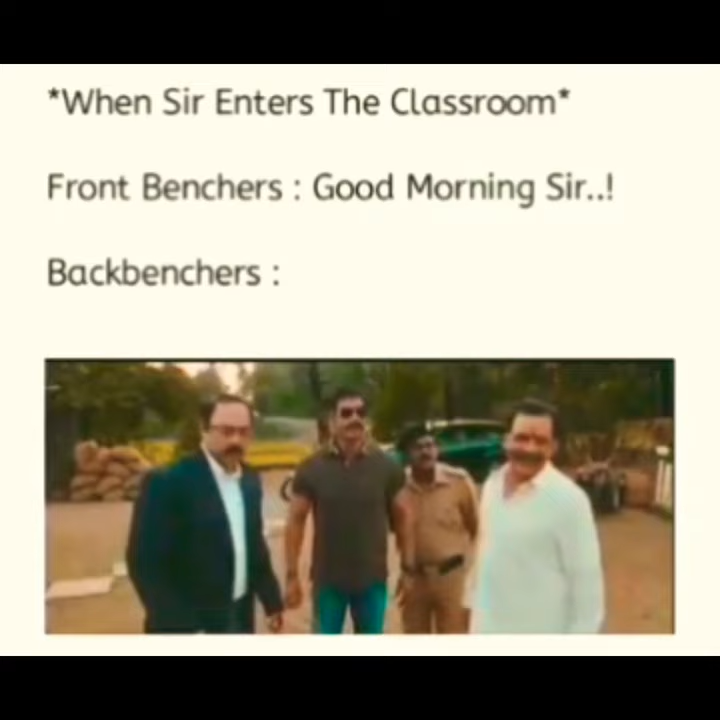 *When Sir Enters The Classroom*
Front Benchers : Good Morning Sir..!
Backbenchers :